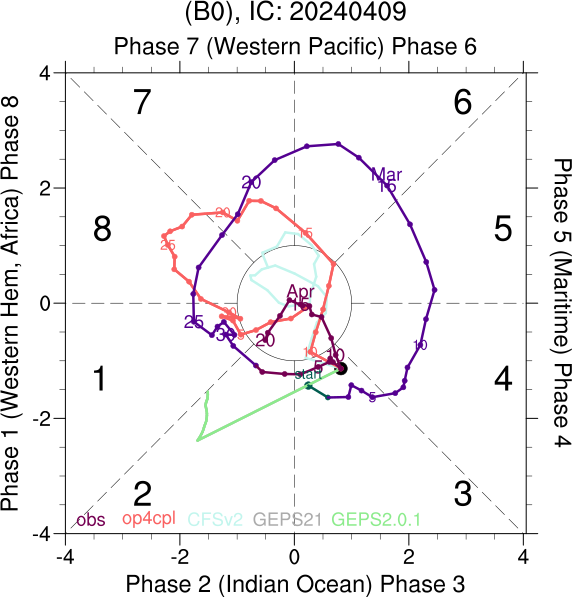 (B0), IC: 20240409
Phase 7 (Western Pacific) Phase 6
4
7
6
Mar
20
15
2
20
15
8
5
25
Apr
0
15
25
30
30
10
20
10
10
5
start
5
1
4
-2
2
3
obs op4cpl CFSv2 GEPS21 GEPS2.0.1
-4
-4 -2 0 2 4
Phase 2 (Indian Ocean) Phase 3
Phase 1 (Western Hem, Africa) Phase 8
Phase 5 (Maritime) Phase 4